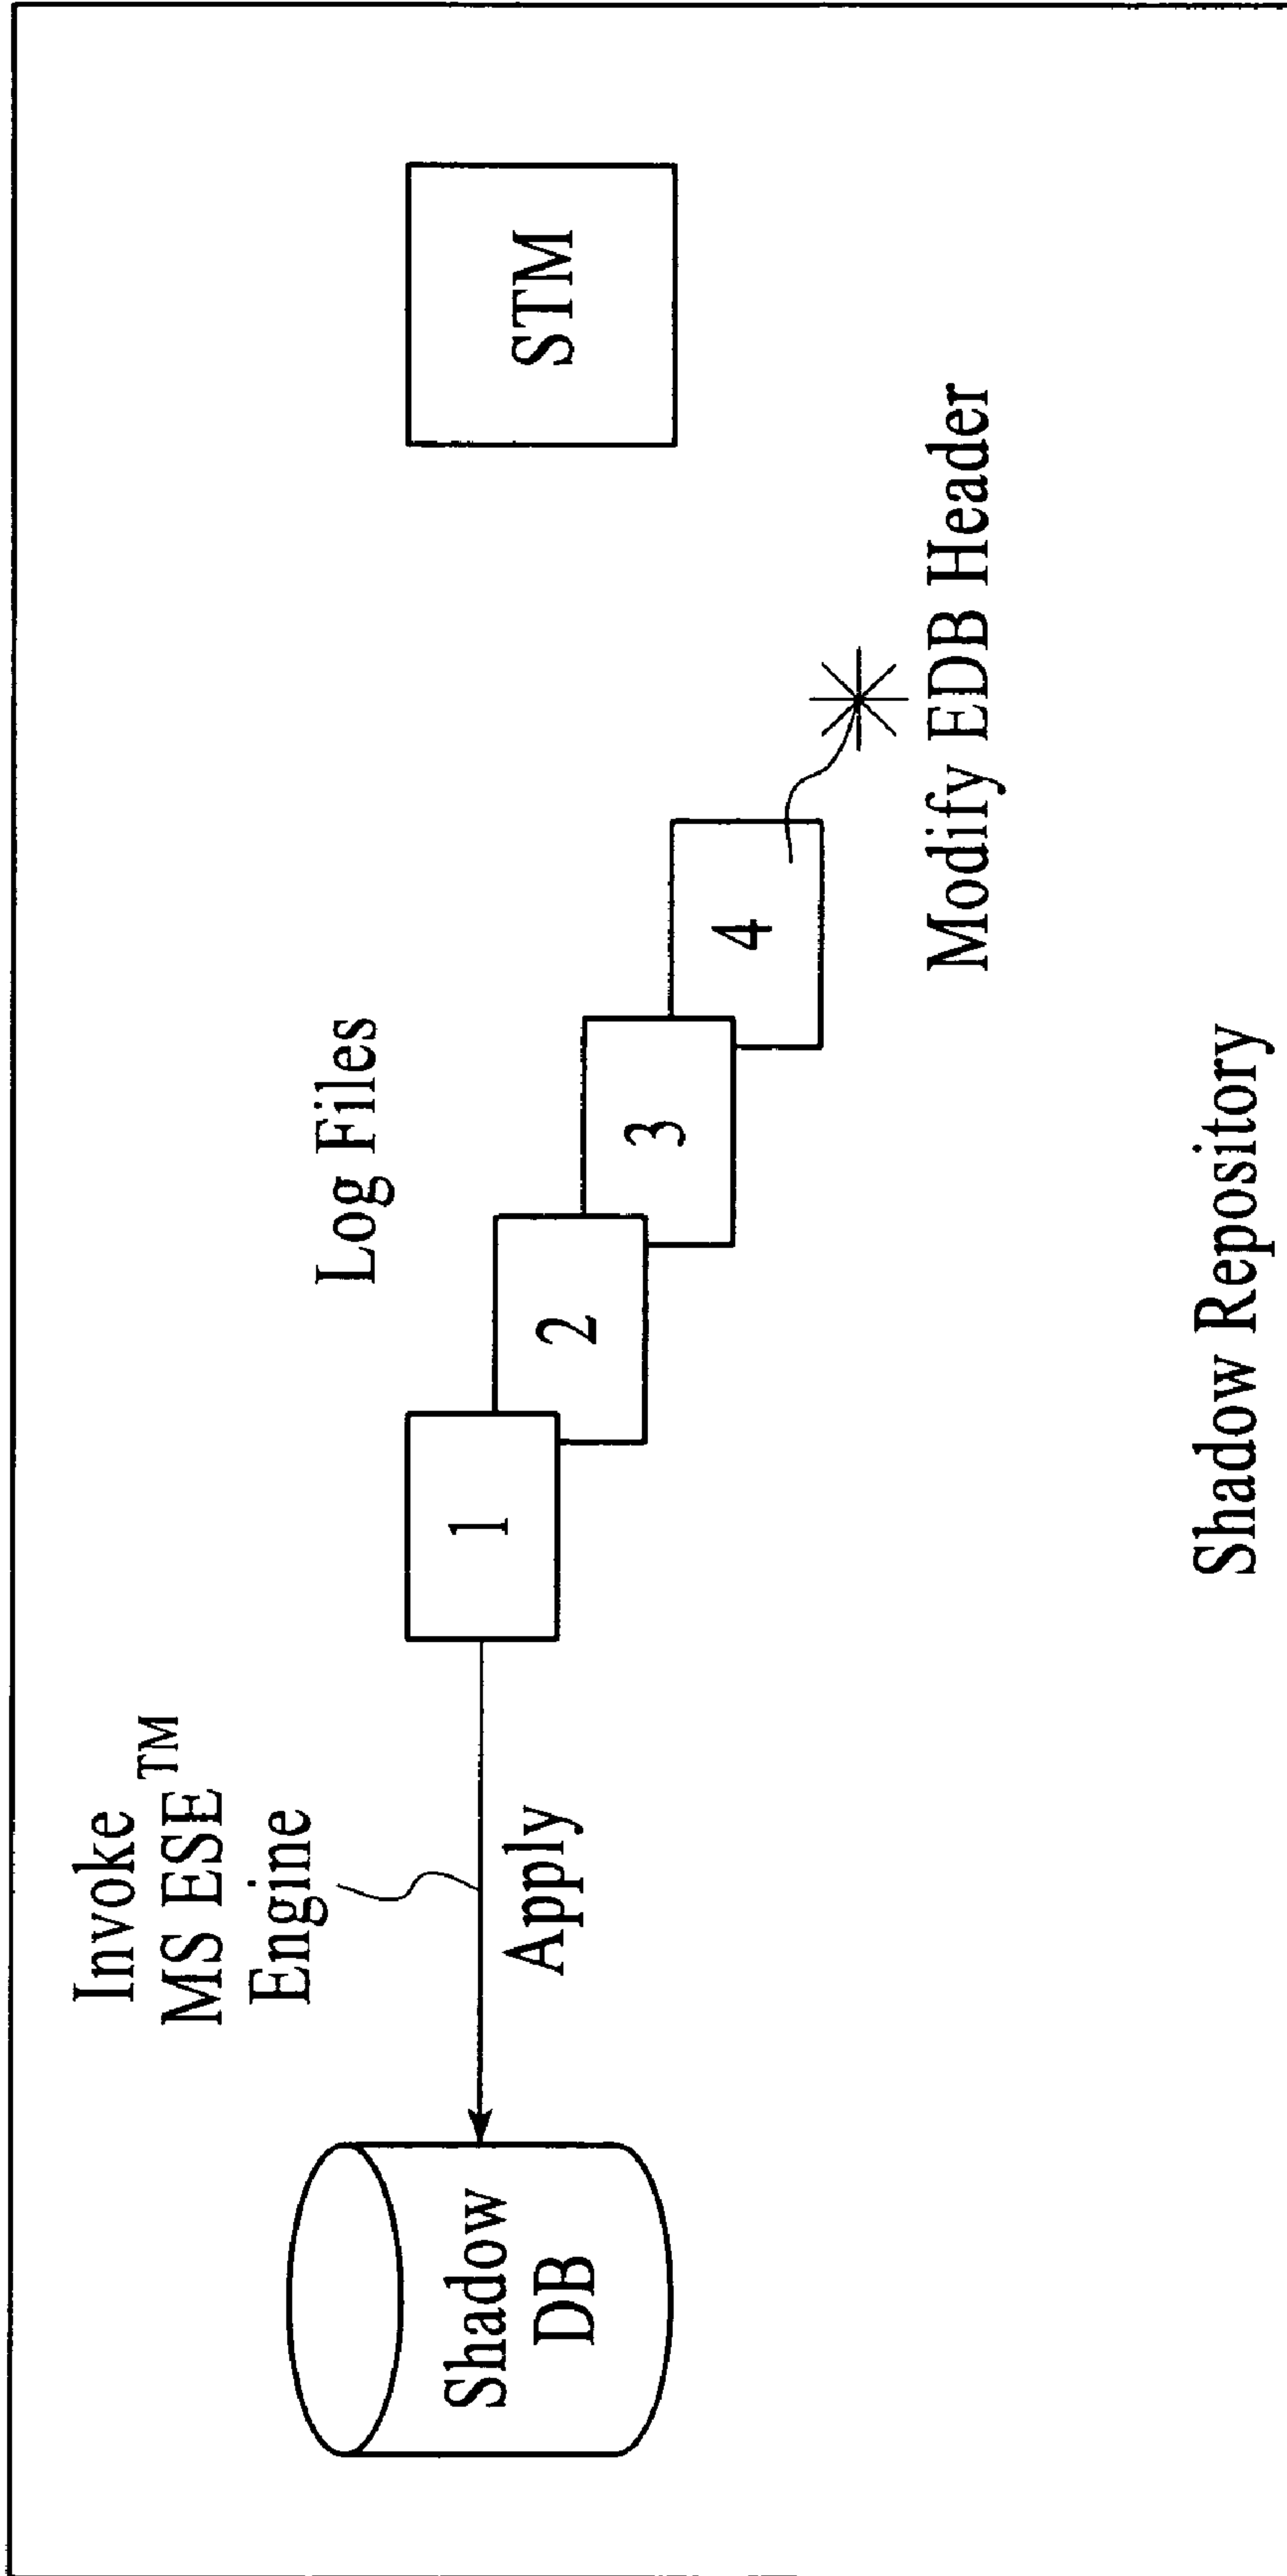 Invoke
MS ESE™
Engine
Apply
Shadow
DB
Log Files
1
2
3
4
STM
Modify EDB Header
Shadow Repository